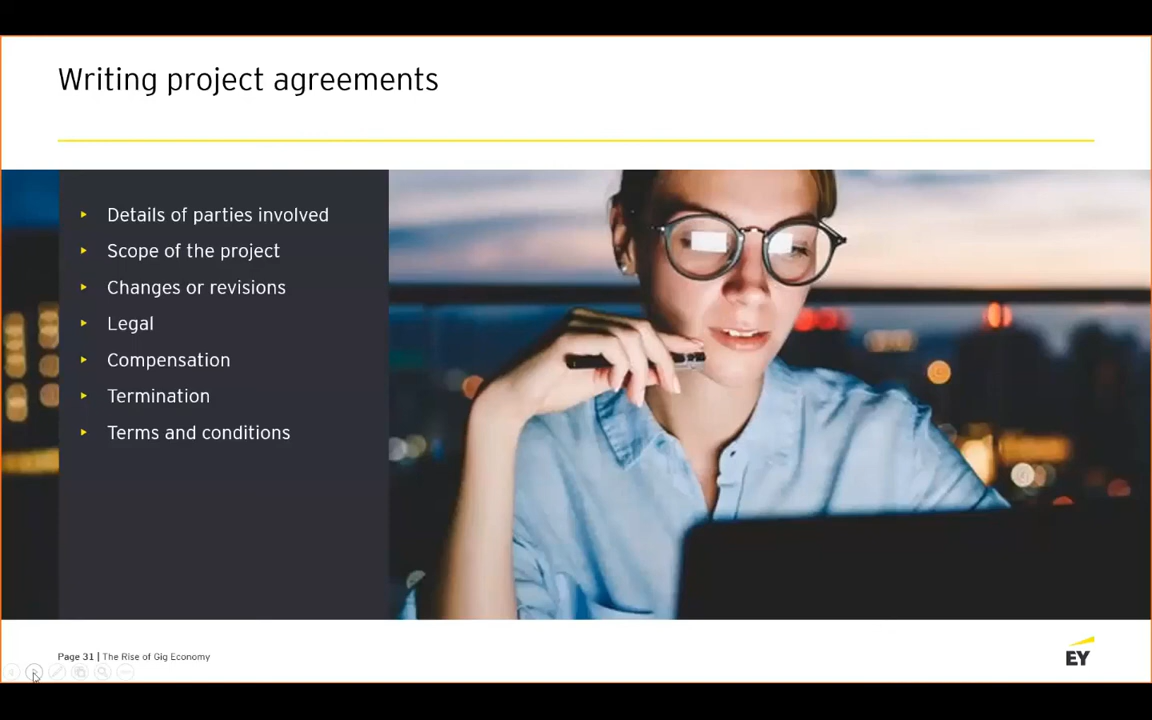 Writing project agreements
Details of parties involved
Scope of the project
Changes or revisions
Legal
Compensation
Termination
Terms and conditions
Page 31 | The Rise of Gig Economy
EY